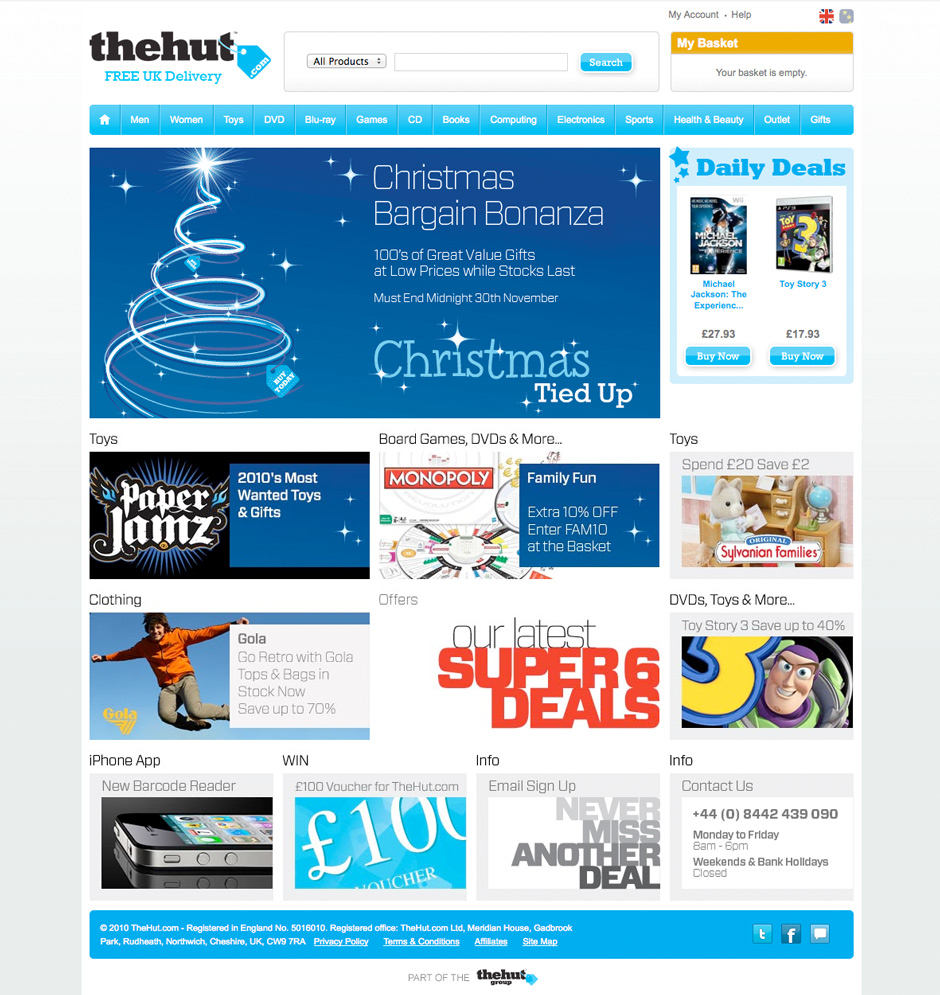 My Account • Help
thehut
.com
FREE UK Delivery
All Products
Search
My Basket
Your basket is empty.
Men
Women
Toys
DVD
Blu-ray
Games
CD
Books
Computing
Electronics
Sports
Health & Beauty
Outlet
Gifts
Christmas
Bargain Bonanza
100's of Great Value Gifts
at Low Prices while Stocks Last
Must End Midnight 30th November
BUY
TODAY
Christmas
Tied Up
Daily Deals
Wii
MICHAEL
JACKSON
THE EXPERIENCE
PS3
TOY
STORY
3
Michael
Jackson: The
Experienc...
Toy Story 3
£27.93
£17.93
Buy Now
Buy Now
Toys
PAPER
JAMZ
2010's Most
Wanted Toys
& Gifts
Board Games, DVDs & More...
MONOPOLY
Family Fun
Extra 10% OFF
Enter FAM10
at the Basket
Toys
Spend £20 Save £2
ORIGINAL
Sylvanian Families
Clothing
Gola
Gola
Go Retro with Gola
Tops & Bags in
Stock Now
Save up to 70%
Offers
our latest
SUPER 6
DEALS
DVDs, Toys & More...
Toy Story 3 Save up to 40%
3
iPhone App
New Barcode Reader
WIN
£100 Voucher for TheHut.com
£100
VOUCHER
Info
Email Sign Up
NEVER
MISS
ANOTHER
DEAL
Info
Contact Us
+44 (0) 8442 439 090
Monday to Friday
8am - 6pm
Weekends & Bank Holidays
Closed
© 2010 TheHut.com - Registered in England No. 5016010. Registered office: TheHut.com Ltd, Meridian House, Gadbrook
Park, Rudheath, Northwich, Cheshire, UK, CW9 7RA Privacy Policy Terms & Conditions Affiliates Site Map
t
f
PART OF THE thehut
group